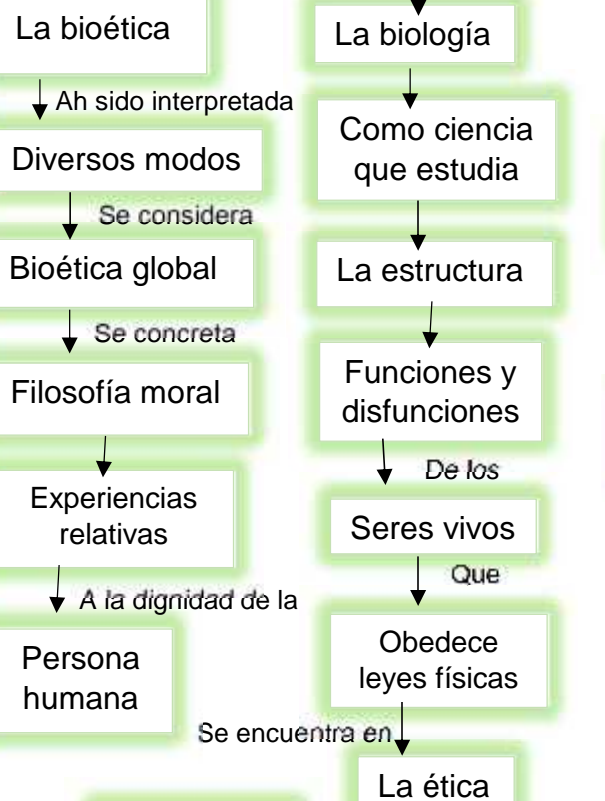 La bioética
Ah sido interpretada
Diversos modos
Se considera
Bioética global
Se concreta
Filosofía moral
Experiencias
relativas
A la dignidad de la
Persona
humana
La biología
Como ciencia
que estudia
La estructura
Funciones y
disfunciones
De los
Seres vivos
Que
Obedece
leyes físicas
Se encuentra en
La ética